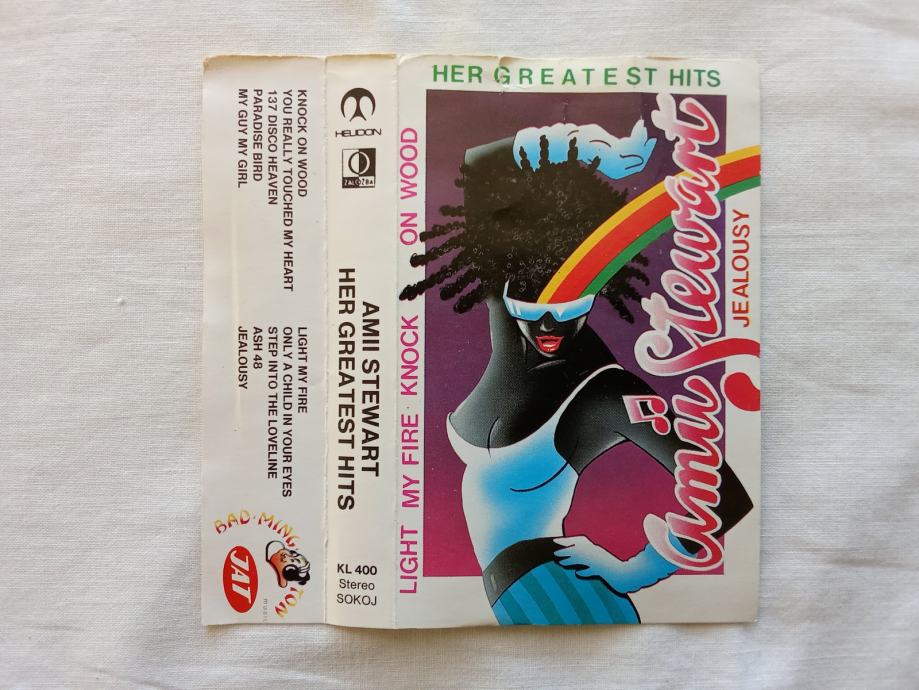 KNOCK ON WOOD
YOU REALLY TOUCHED MY HEART
137 DISCO HEAVEN
PARADISE BIRD
MY GUY MY GIRL
LIGHT MY FIRE
ONLY A CHILD IN YOUR EYES
STEP INTO THE LOVELINE
ASH 48
JEALOUSY
BAD·MINGTON
music
JAT
HELIDON
ZALOŽBA
AMII STEWART
HER GREATEST HITS
KL 400
Stereo
SOKOJ
HER GREATEST HITS
LIGHT MY FIRE · KNOCK ON WOOD
amii Stewart
JEALOUSY